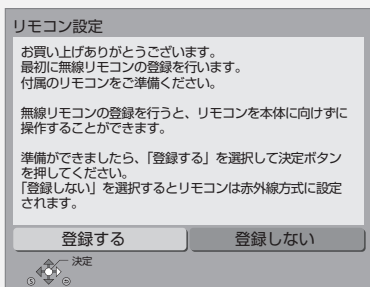 リモコン設定
お買い上げありがとうございます。
最初に無線リモコンの登録を行います。
付属のリモコンをご準備ください。
無線リモコンの登録を行うと、リモコンを本体に向けずに
操作することができます。
準備ができましたら、「登録する」を選択して決定ボタン
を押してください。
「登録しない」を選択するとリモコンは赤外線方式に設定
されます。
登録する 登録しない
決定
S